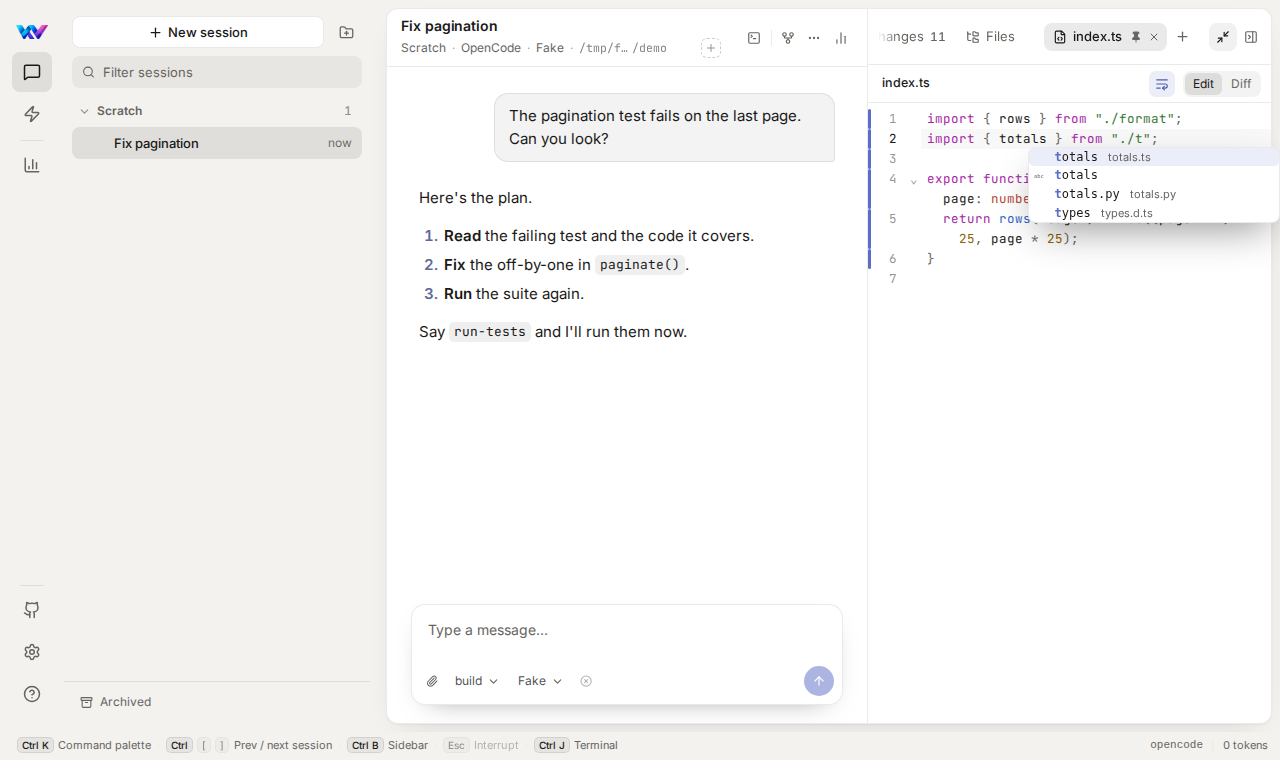 New session
Filter sessions
Scratch 1
Fix pagination now
Archived
Fix pagination
Scratch · OpenCode · Fake · /tmp/f… /demo
The pagination test fails on the last page.
Can you look?
Here's the plan.
1. Read the failing test and the code it covers.
2. Fix the off-by-one in paginate().
3. Run the suite again.
Say run-tests and I'll run them now.
Type a message...
build Fake
hanges 11 Files index.ts
index.ts Edit Diff
1 import { rows } from "./format";
2 import { totals } from "./t";
3
4 export functi
page: numbe
5 return rows
25, page * 25);
6 }
7
totals totals.ts
abc totals
totals.py totals.py
types types.d.ts
Ctrl K Command palette Ctrl [ ] Prev / next session Ctrl B Sidebar Esc Interrupt Ctrl J Terminal
opencode 0 tokens